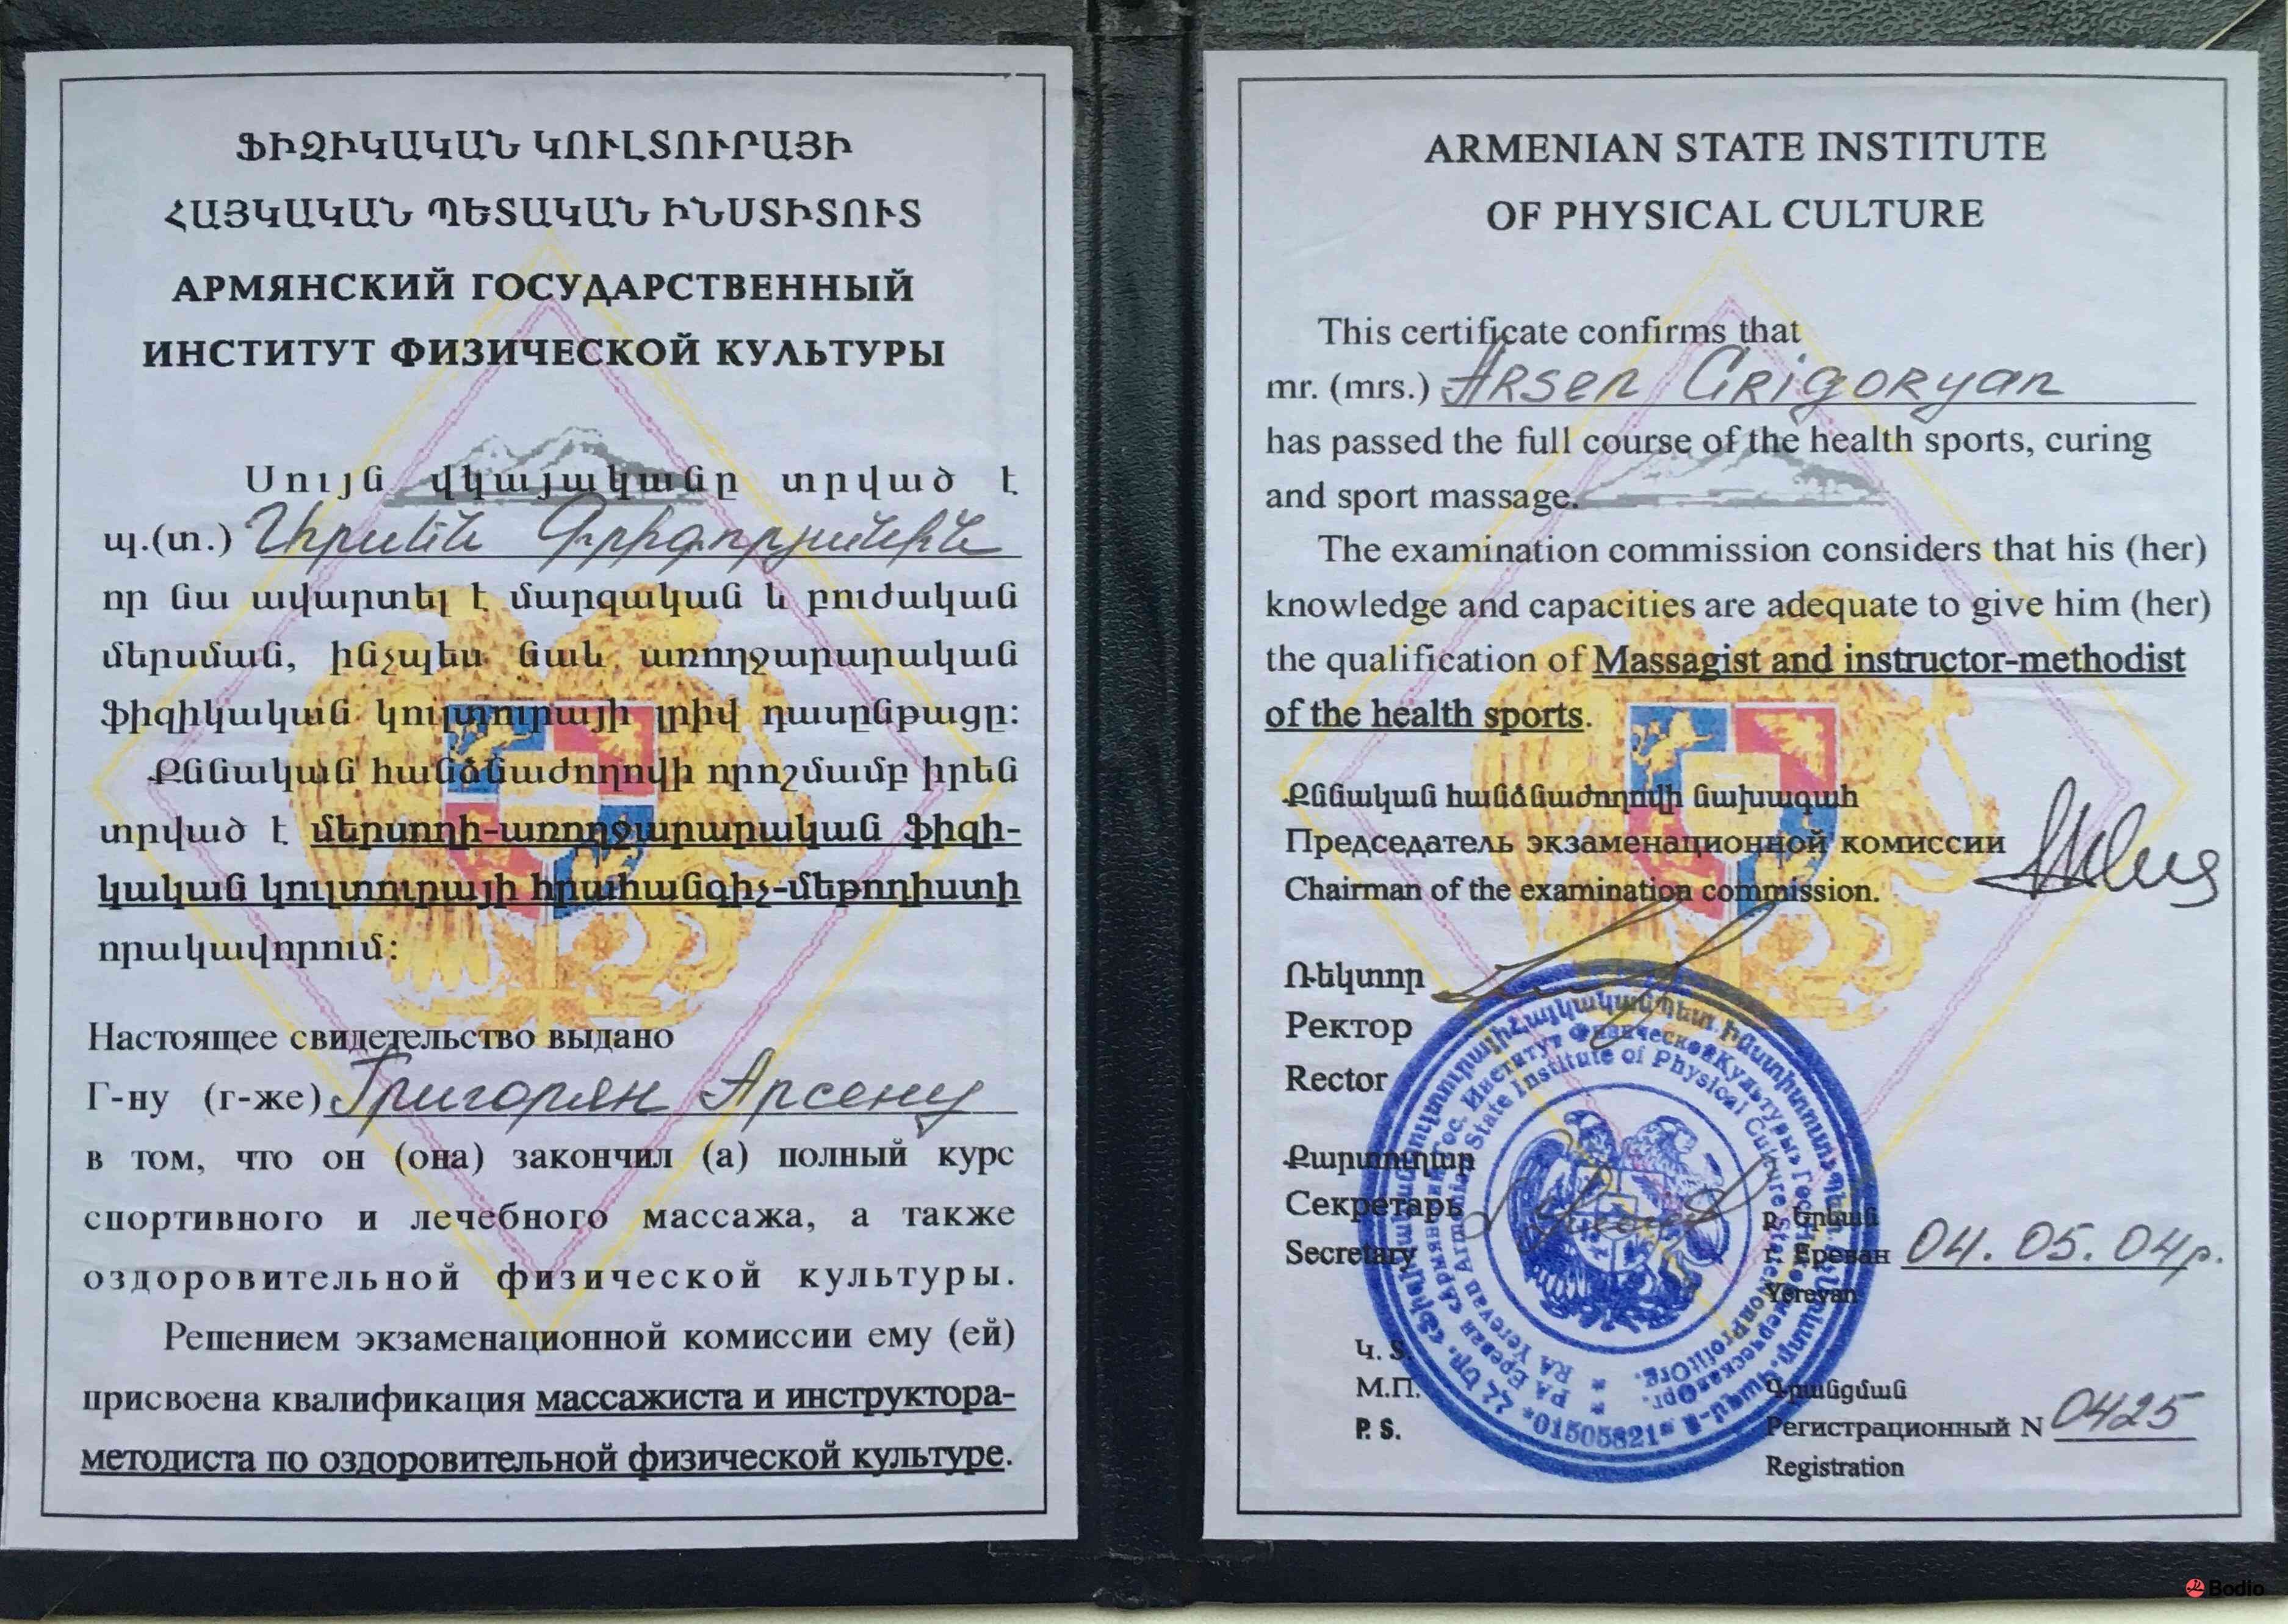 ՖԻԶԻԿԱԿԱՆ ԿՈՒԼՏՈՒՐԱՅԻ
ՀԱՅԿԱԿԱՆ ՊԵՏԱԿԱՆ ԻՆՍՏԻՏՈՒՏ
АРМЯНСКИЙ ГОСУДАРСТВЕННЫЙ
ИНСТИТУТ ФИЗИЧЕСКОЙ КУЛЬТУРЫ
Սույն վկայականը տրված է
պ.(տ.) Արսեն Գրիգորյանին
որ նա ավարտել է մարզական և բուժական
մերսման, ինչպես նաև առողջարարական
ֆիզիկական կուլտուրայի լրիվ դասընթացը:
Քննական հանձնաժողովի որոշմամբ իրեն
տրված է մերսողի-առողջարարական ֆիզի-
կական կուլտուրայի հրահանգիչ-մեթոդիստի
որակավորում:
Настоящее свидетельство выдано
Г-ну (г-же) Григорян Арсену
в том, что он (она) закончил (а) полный курс
спортивного и лечебного массажа, а также
оздоровительной физической культуры.
Решением экзаменационной комиссии ему (ей)
присвоена квалификация массажиста и инструктора-
методиста по оздоровительной физической культуре.
ARMENIAN STATE INSTITUTE
OF PHYSICAL CULTURE
This certificate confirms that
mr. (mrs.) Arsen Grigoryan
has passed the full course of the health sports, curing
and sport massage.
The examination commission considers that his (her)
knowledge and capacities are adequate to give him (her)
the qualification of Massagist and instructor-methodist
of the health sports.
Քննական հանձնաժողովի նախագահ
Председатель экзаменационной комиссии
Chairman of the examination commission.
Ռեկտոր
Ректор
Rector
Քարտուղար
Секретарь
Secretary
ք. Երևան
г. Ереван 04.05.04թ.
Yerevan
Կ. Տ.
М.П.
P. S.
Գրանցման
Регистрационный N 0425
Registration
State Institute of Physical Culture
RA Yerevan
*01505821*
Bodio